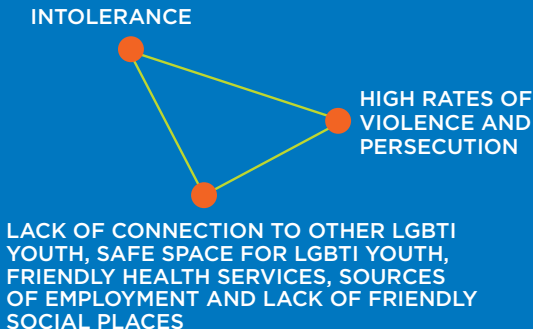 INTOLERANCE
HIGH RATES OF
VIOLENCE AND
PERSECUTION
LACK OF CONNECTION TO OTHER LGBTI
YOUTH, SAFE SPACE FOR LGBTI YOUTH,
FRIENDLY HEALTH SERVICES, SOURCES
OF EMPLOYMENT AND LACK OF FRIENDLY
SOCIAL PLACES